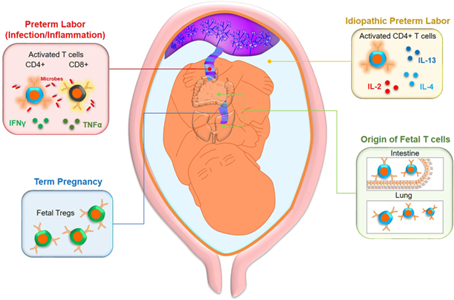 Preterm Labor
(Infection/Inflammation)
Activated T cells
CD4+ CD8+
Microbes
IFNγ TNFα
Term Pregnancy
Fetal Tregs
Idiopathic Preterm Labor
Activated CD4+ T cells
IL-13
IL-2 IL-4
Origin of Fetal T cells
Intestine
Lung